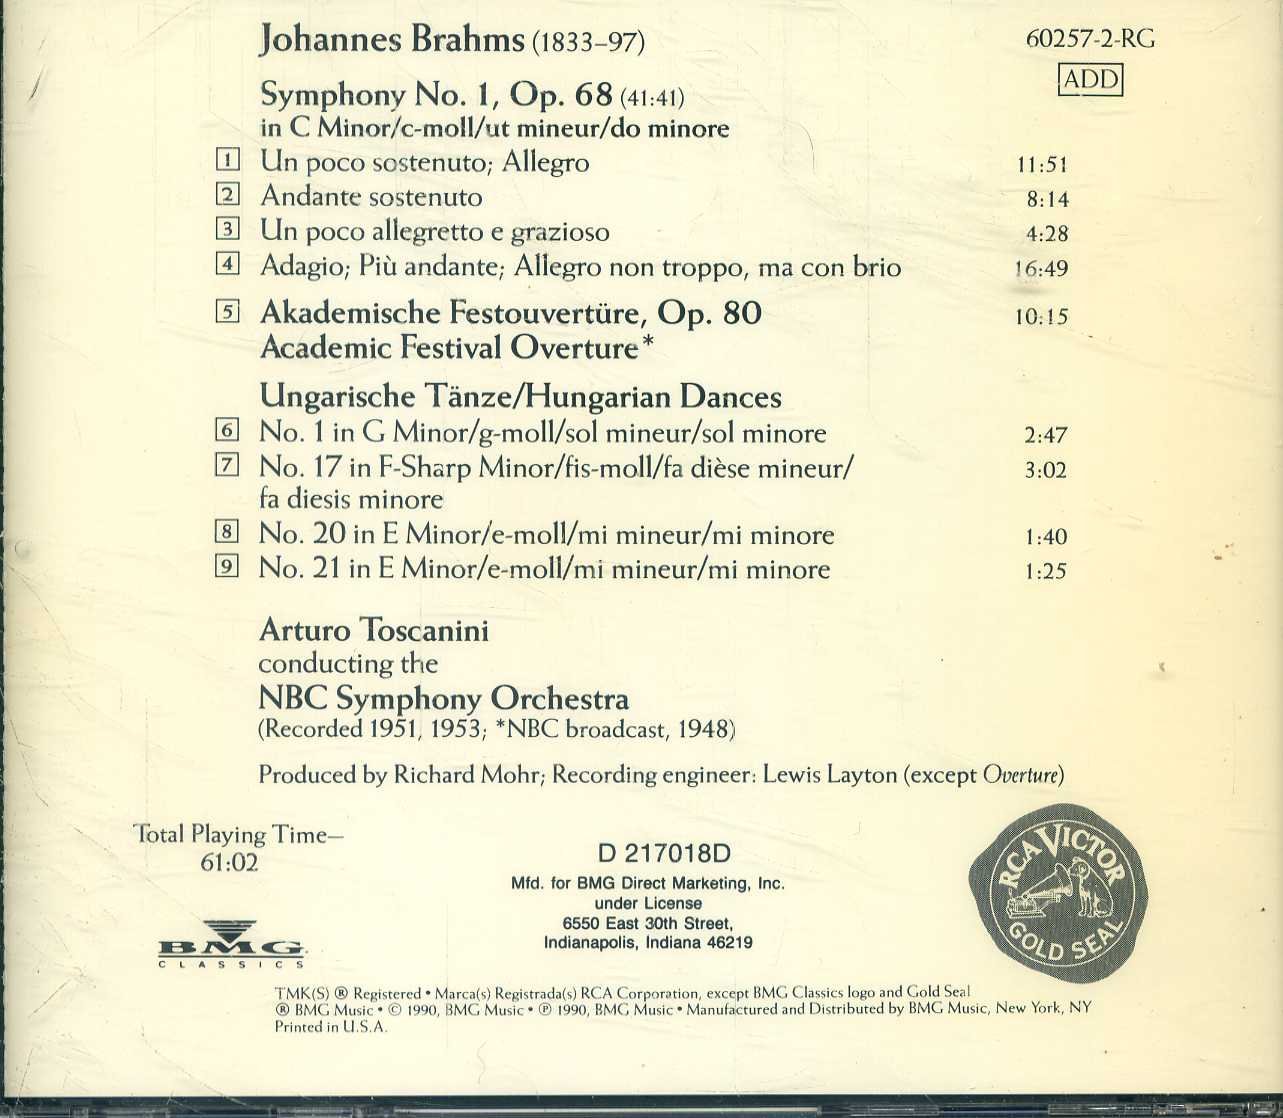 Johannes Brahms (1833–97)
60257-2-RG
ADD
Symphony No. 1, Op. 68 (41:41)
in C Minor/c-moll/ut mineur/do minore
1 Un poco sostenuto; Allegro 11:51
2 Andante sostenuto 8:14
3 Un poco allegretto e grazioso 4:28
4 Adagio; Più andante; Allegro non troppo, ma con brio 16:49
5 Akademische Festouvertüre, Op. 80 10:15
Academic Festival Overture*
Ungarische Tänze/Hungarian Dances
6 No. 1 in G Minor/g-moll/sol mineur/sol minore 2:47
7 No. 17 in F-Sharp Minor/fis-moll/fa dièse mineur/ 3:02
fa diesis minore
8 No. 20 in E Minor/e-moll/mi mineur/mi minore 1:40
9 No. 21 in E Minor/e-moll/mi mineur/mi minore 1:25
Arturo Toscanini
conducting the
NBC Symphony Orchestra
(Recorded 1951, 1953; *NBC broadcast, 1948)
Produced by Richard Mohr; Recording engineer: Lewis Layton (except Overture)
Total Playing Time—
61:02
D 217018D
Mfd. for BMG Direct Marketing, Inc.
under License
6550 East 30th Street,
Indianapolis, Indiana 46219
RCA VICTOR
GOLD SEAL
BMG
CLASSICS
TMK(S) ® Registered • Marca(s) Registrada(s) RCA Corporation, except BMG Classics logo and Gold Seal
® BMG Music • © 1990, BMG Music • ℗ 1990, BMG Music • Manufactured and Distributed by BMG Music, New York, NY
Printed in U.S.A.